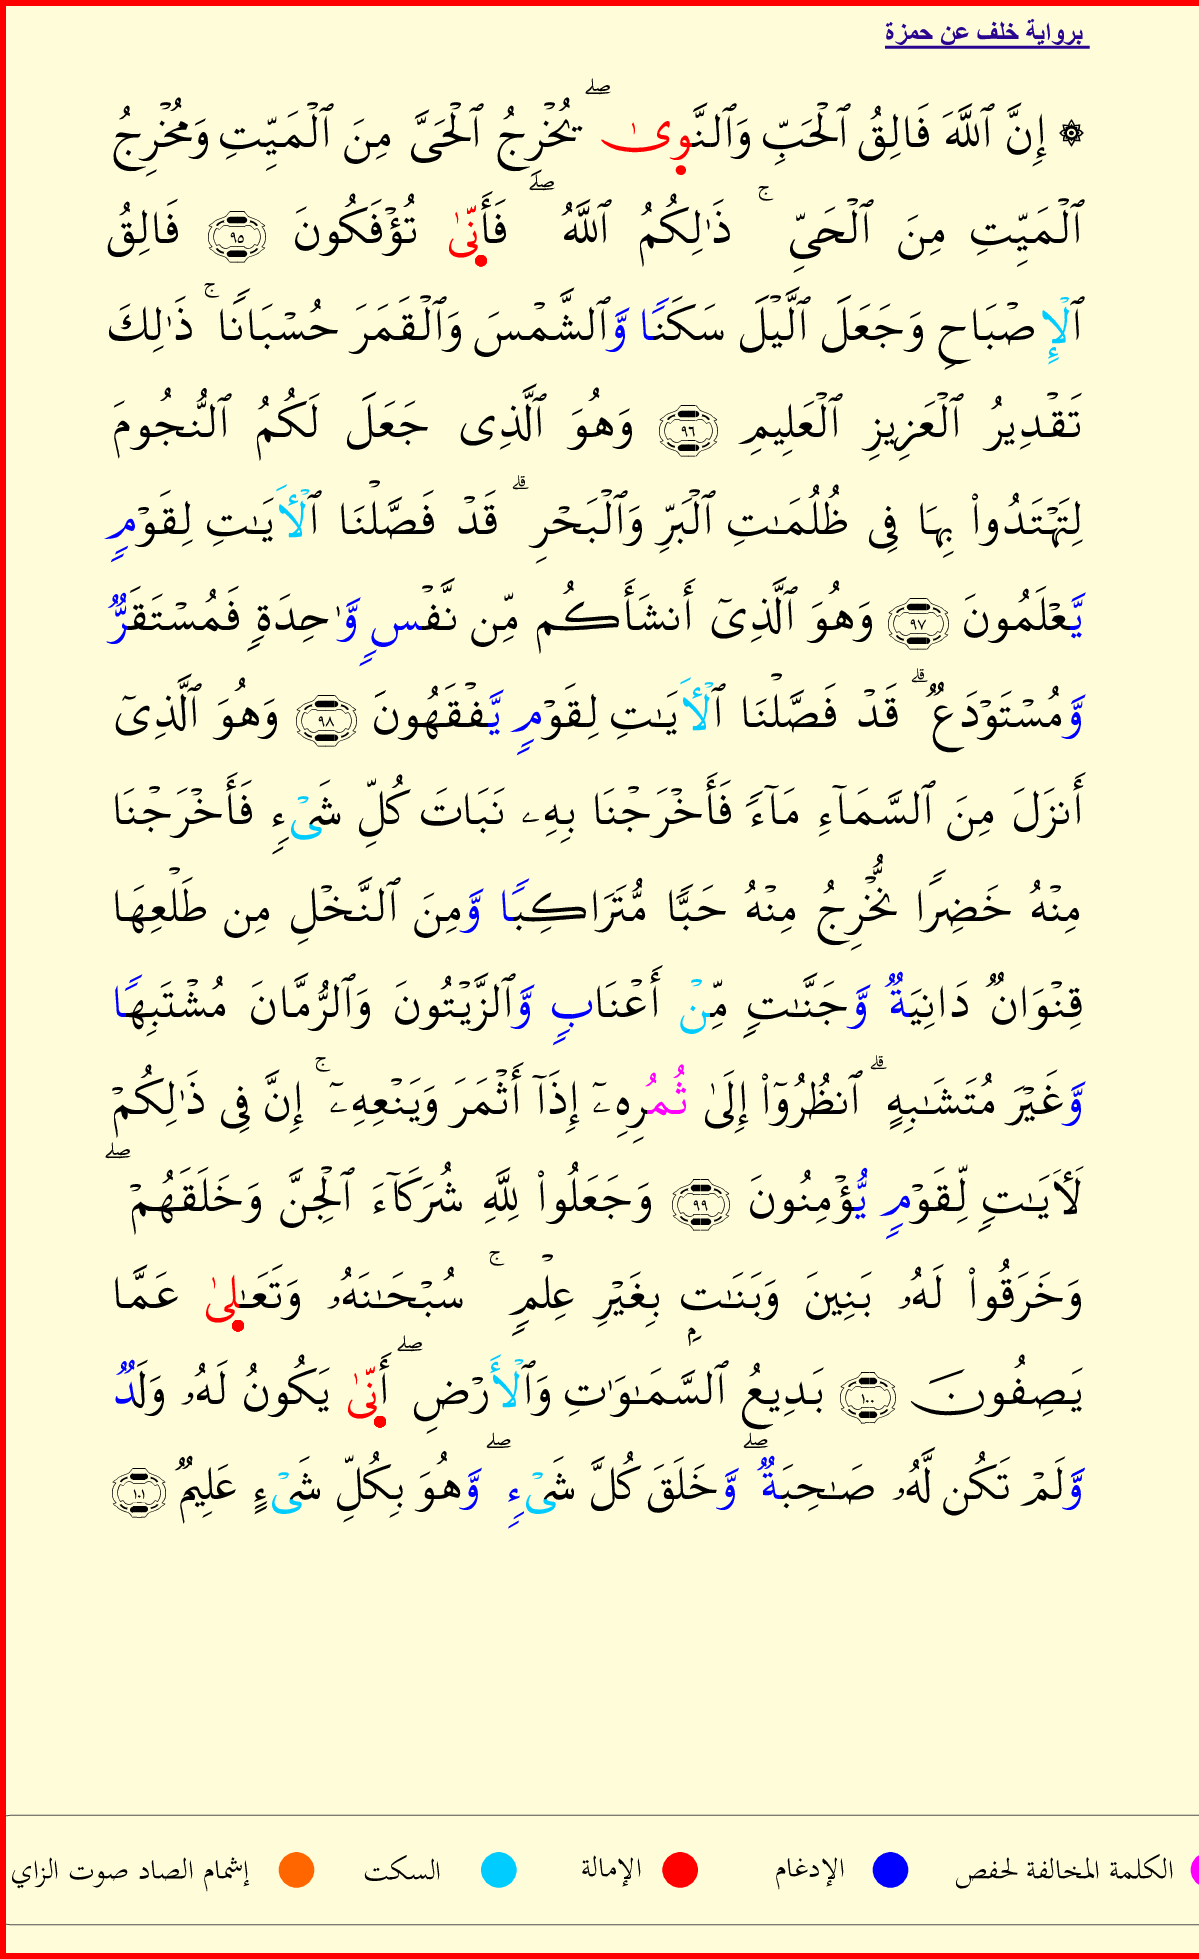 برواية خلف عن حمزة
۞ إِنَّ ٱللَّهَ فَالِقُ ٱلْحَبِّ وَٱلنَّوىٰ ۖ يُخْرِجُ ٱلْحَىَّ مِنَ ٱلْمَيِّتِ وَمُخْرِجُ
ٱلْمَيِّتِ مِنَ ٱلْحَىِّ ۚ ذَٰلِكُمُ ٱللَّهُ ۖ فَأَنّىٰ تُؤْفَكُونَ ٩٥ فَالِقُ
ٱلْإِصْبَاحِ وَجَعَلَ ٱلَّيْلَ سَكَنًا وَّٱلشَّمْسَ وَٱلْقَمَرَ حُسْبَانًا ۚ ذَٰلِكَ
تَقْدِيرُ ٱلْعَزِيزِ ٱلْعَلِيمِ ٩٦ وَهُوَ ٱلَّذِى جَعَلَ لَكُمُ ٱلنُّجُومَ
لِتَهْتَدُوا۟ بِهَا فِى ظُلُمَـٰتِ ٱلْبَرِّ وَٱلْبَحْرِ ۗ قَدْ فَصَّلْنَا ٱلْأَيَـٰتِ لِقَوْمٍ
يَّعْلَمُونَ ٩٧ وَهُوَ ٱلَّذِىٓ أَنشَأَكُم مِّن نَّفْسٍ وَّٰحِدَةٍ فَمُسْتَقَرٌّ
وَّمُسْتَوْدَعٌ ۗ قَدْ فَصَّلْنَا ٱلْأَيَـٰتِ لِقَوْمٍ يَّفْقَهُونَ ٩٨ وَهُوَ ٱلَّذِىٓ
أَنزَلَ مِنَ ٱلسَّمَآءِ مَآءً فَأَخْرَجْنَا بِهِۦ نَبَاتَ كُلِّ شَىْءٍ فَأَخْرَجْنَا
مِنْهُ خَضِرًا نُّخْرِجُ مِنْهُ حَبًّا مُّتَرَاكِبًا وَّمِنَ ٱلنَّخْلِ مِن طَلْعِهَا
قِنْوَانٌ دَانِيَةٌ وَّجَنَّـٰتٍ مِّنْ أَعْنَابٍ وَّٱلزَّيْتُونَ وَٱلرُّمَّانَ مُشْتَبِهًا
وَّغَيْرَ مُتَشَـٰبِهٍ ۗ ٱنظُرُوٓا۟ إِلَىٰ ثُمُرِهِۦٓ إِذَآ أَثْمَرَ وَيَنْعِهِۦٓ ۚ إِنَّ فِى ذَٰلِكُمْ
لَأَيَـٰتٍ لِّقَوْمٍ يُّؤْمِنُونَ ٩٩ وَجَعَلُوا۟ لِلَّهِ شُرَكَآءَ ٱلْجِنَّ وَخَلَقَهُمْ ۖ
وَخَرَقُوا۟ لَهُۥ بَنِينَ وَبَنَـٰتٍۭ بِغَيْرِ عِلْمٍ ۚ سُبْحَـٰنَهُۥ وَتَعَـٰلىٰ عَمَّا
يَصِفُونَ ١٠٠ بَدِيعُ ٱلسَّمَـٰوَٰتِ وَٱلْأَرْضِ ۖ أَنّىٰ يَكُونُ لَهُۥ وَلَدٌ
وَّلَمْ تَكُن لَّهُۥ صَـٰحِبَةٌ ۖ وَّخَلَقَ كُلَّ شَىْءٍ ۖ وَّهُوَ بِكُلِّ شَىْءٍ عَلِيمٌ ١٠١
الكلمة المخالفة لحفص الإدغام الإمالة السكت إشمام الصاد صوت الزاي